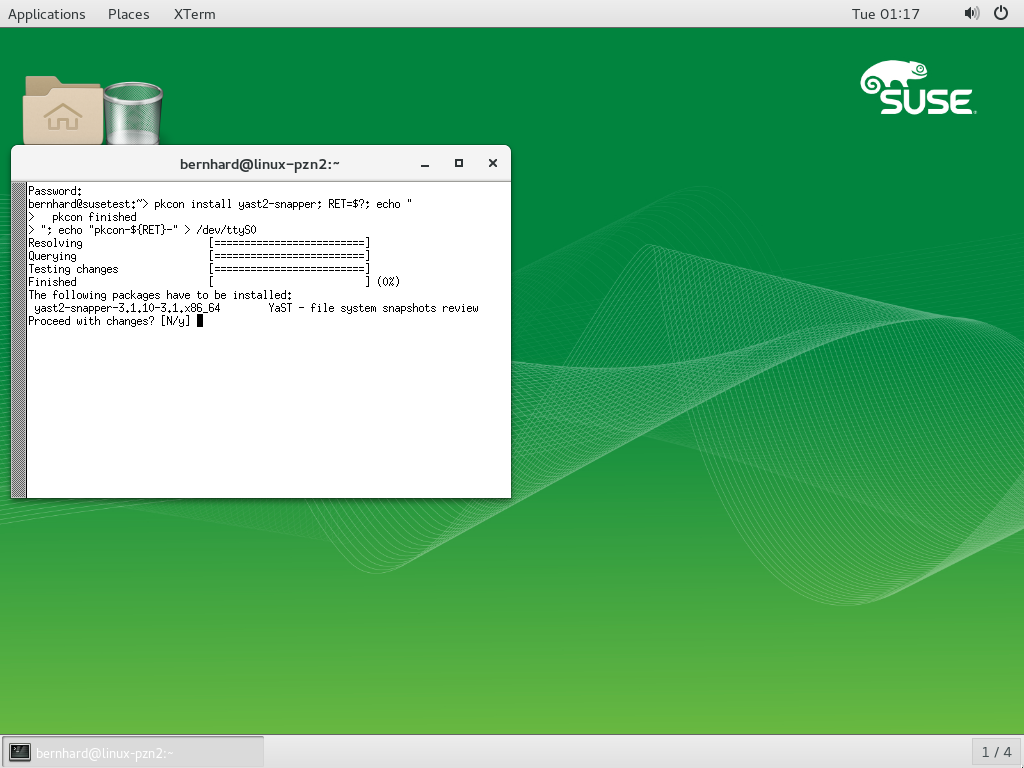 Applications Places XTerm Tue 01:17
SUSE
bernhard@linux-pzn2:~
Password:
bernhard@susetest:~> pkcon install yast2-snapper; RET=$?; echo "
>   pkcon finished
> "; echo "pkcon-${RET}-" > /dev/ttyS0
Resolving [=========================]
Querying [=========================]
Testing changes [=========================]
Finished [                         ] (0%)
The following packages have to be installed:
yast2-snapper-3.1.10-3.1.x86_64 YaST - file system snapshots review
Proceed with changes? [N/y]
bernhard@linux-pzn2:~ 1 / 4